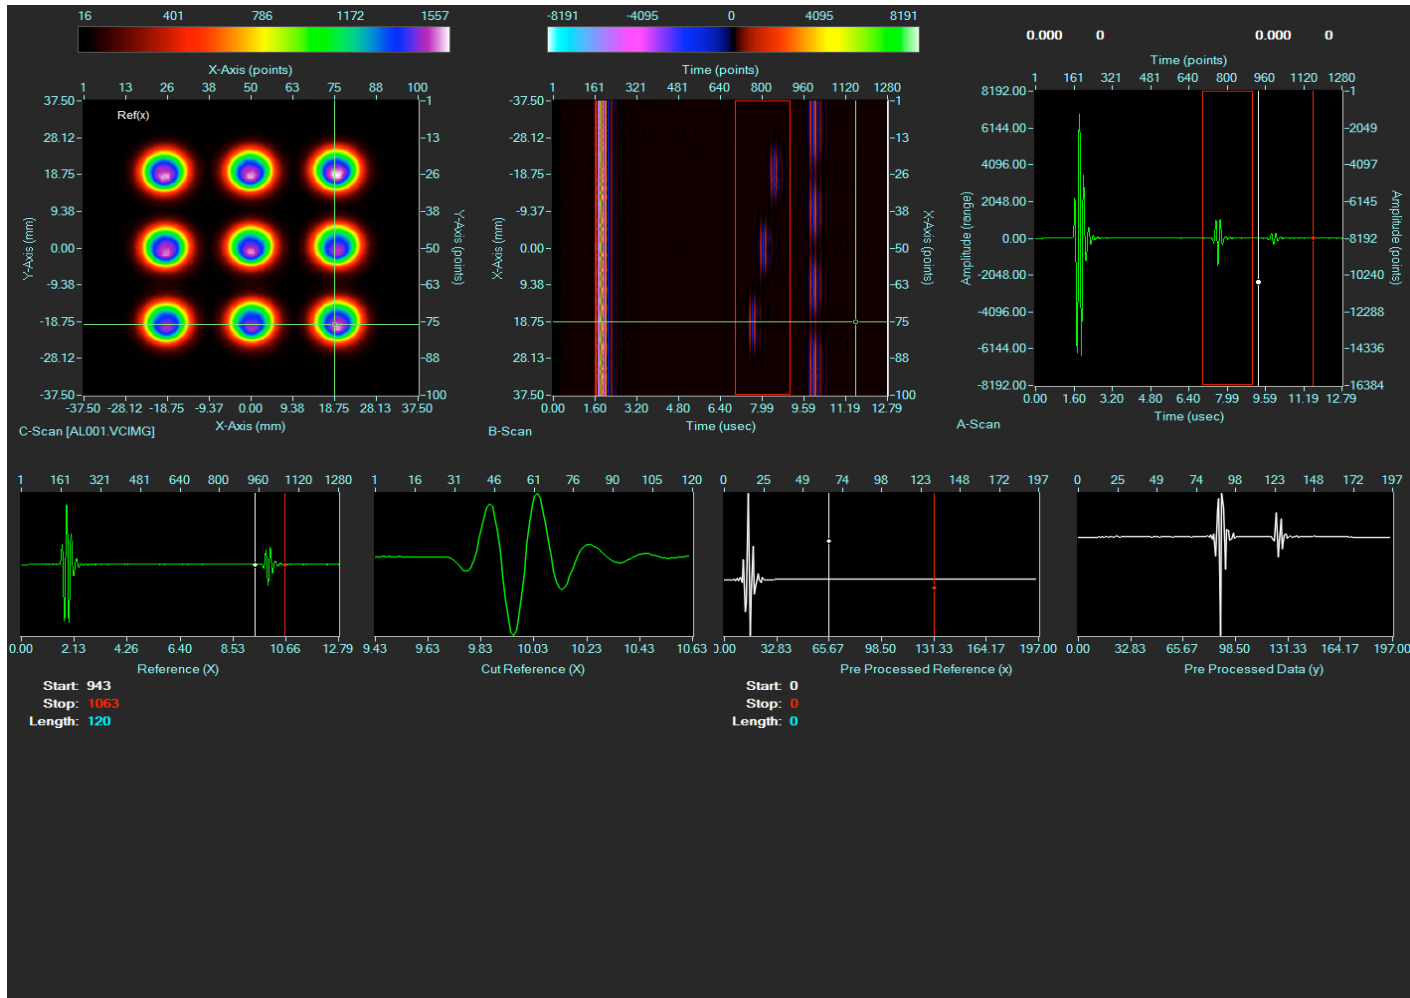 16 401 786 1172 1557
X-Axis (points)
1 13 26 38 50 63 75 88 100
37.50 28.12 18.75 9.38 0.00 -9.38 -18.75 -28.12 -37.50
Y-Axis (mm)
Ref(x)
1 13 26 38 50 63 75 88 100
Y-Axis (points)
-37.50 -28.12 -18.75 -9.37 0.00 9.38 18.75 28.13 37.50
X-Axis (mm)
C-Scan [AL001.VCIMG]
-8191 -4095 0 4095 8191
Time (points)
1 161 321 481 640 800 960 1120 1280
-37.50 -28.12 -18.75 -9.37 0.00 9.38 18.75 28.13 37.50
X-Axis (mm)
1 13 26 38 50 63 75 88 100
X-Axis (points)
0.00 1.60 3.20 4.80 6.40 7.99 9.59 11.19 12.79
Time (usec)
B-Scan
0.000 0 0.000 0
Time (points)
1 161 321 481 640 800 960 1120 1280
8192.00 6144.00 4096.00 2048.00 0.00 -2048.00 -4096.00 -6144.00 -8192.00
Amplitude (range)
1 2049 4097 6145 8192 10240 12288 14336 16384
Amplitude (points)
0.00 1.60 3.20 4.80 6.40 7.99 9.59 11.19 12.79
Time (usec)
A-Scan
1 161 321 481 640 800 960 1120 1280
0.00 2.13 4.26 6.40 8.53 10.66 12.79
Reference (X)
Start: 943
Stop: 1063
Length: 120
1 16 31 46 61 76 90 105 120
9.43 9.63 9.83 10.03 10.23 10.43 10.63
Cut Reference (X)
0 25 49 74 98 123 148 172 197
0.00 32.83 65.67 98.50 131.33 164.17 197.00
Pre Processed Reference (x)
Start: 0
Stop: 0
Length: 0
0 25 49 74 98 123 148 172 197
0.00 32.83 65.67 98.50 131.33 164.17 197.00
Pre Processed Data (y)